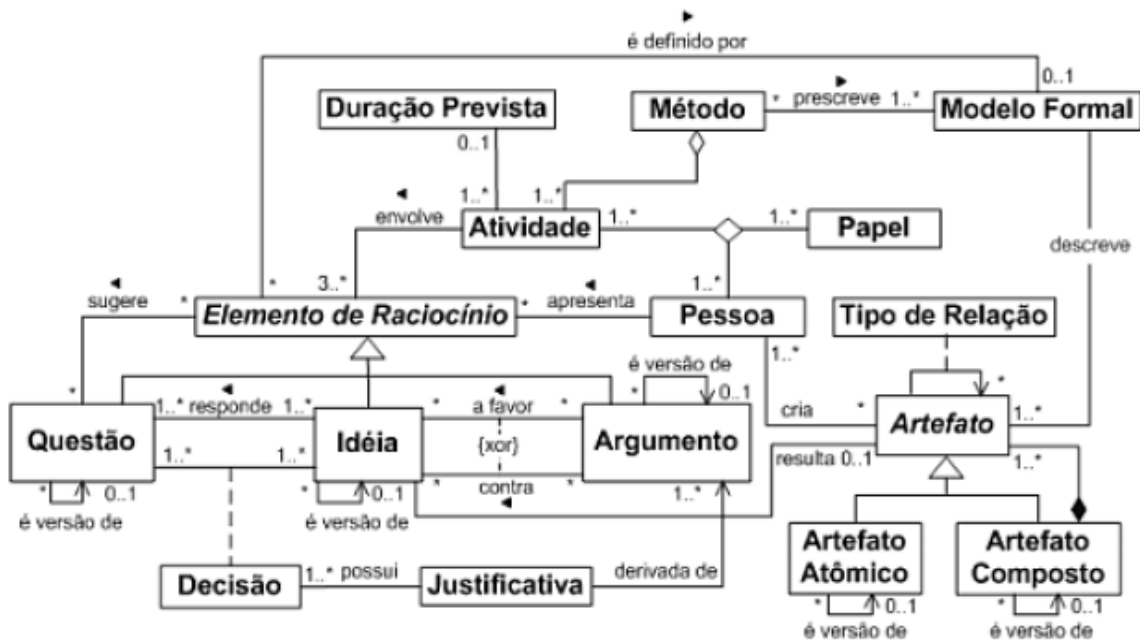 é definido por
0..1
Duração Prevista
Método
* prescreve 1..*
Modelo Formal
0..1
1..*
1..*
envolve
Atividade
1..*
1..*
Papel
descreve
3..*
1..*
sugere
*
*
Elemento de Raciocínio
*
apresenta
Pessoa
Tipo de Relação
1..*
é versão de
*
*
1..* responde 1..*
*
a favor
*
*
0..1
cria
*
1..*
Questão
Idéia
{xor}
Argumento
Artefato
1..*
1..*
*
contra
*
resulta 0..1
1..*
*
0..1
*
0..1
1..*
é versão de
é versão de
Artefato Atômico
Artefato Composto
Decisão
1..* possui
Justificativa
derivada de
*
0..1
*
0..1
é versão de
é versão de